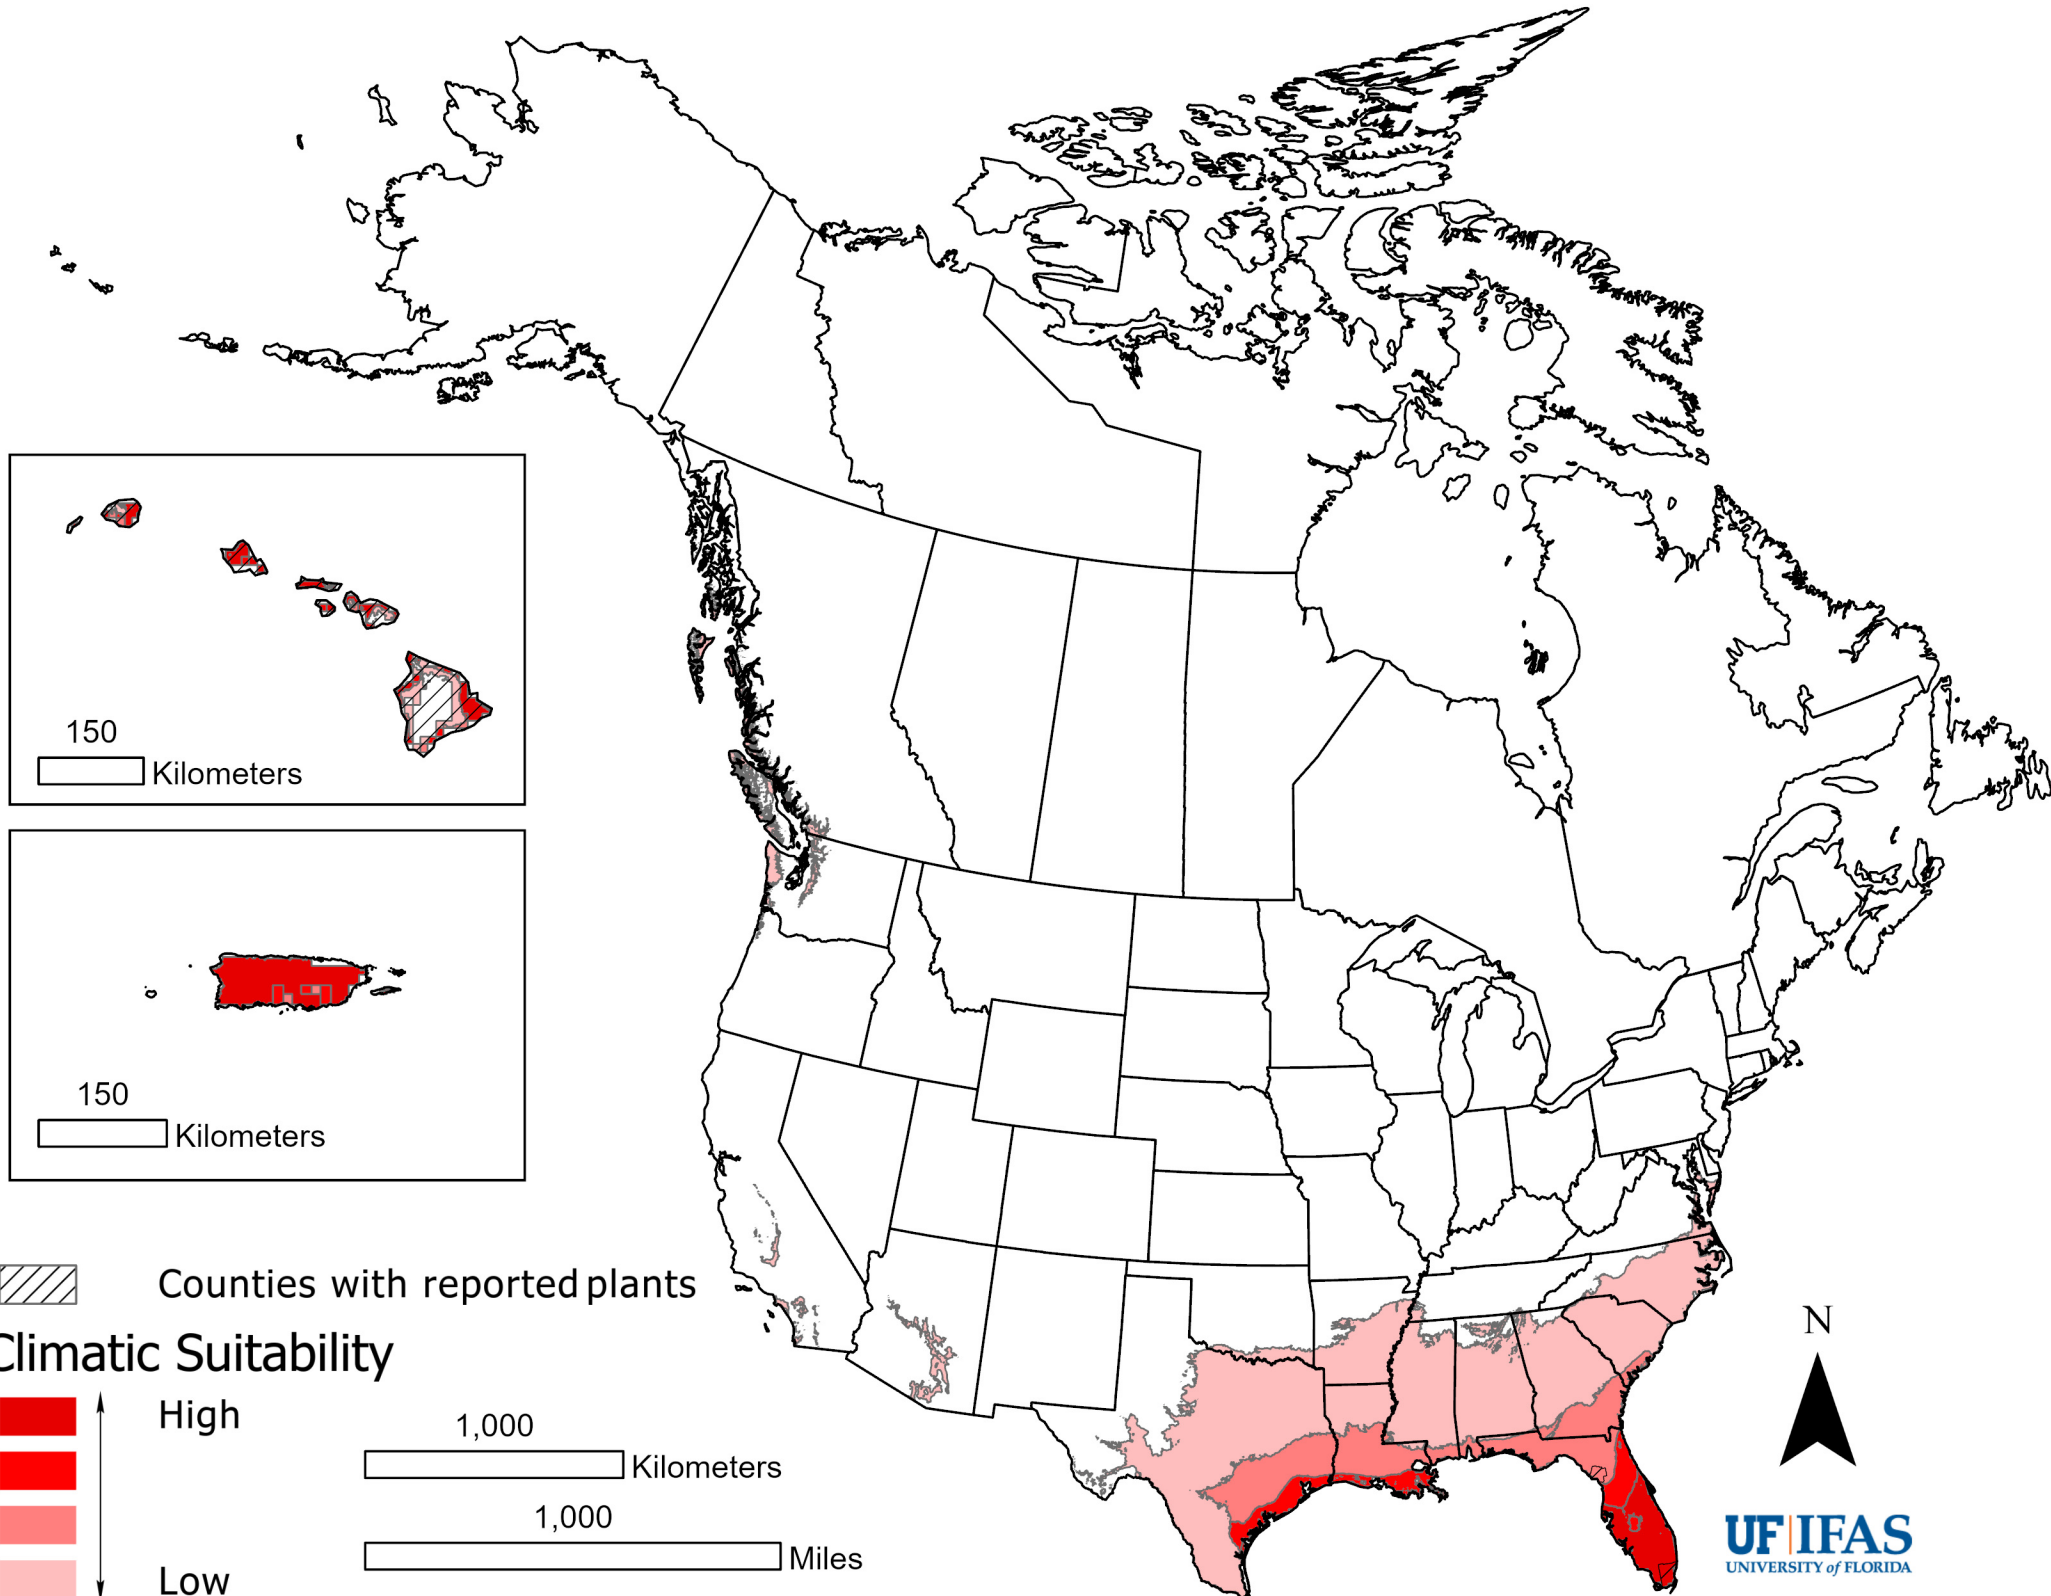 150
Kilometers
150
Kilometers
Counties with reported plants
Climatic Suitability
High
Low
1,000
Kilometers
1,000
Miles
N
UF|IFAS
UNIVERSITY of FLORIDA